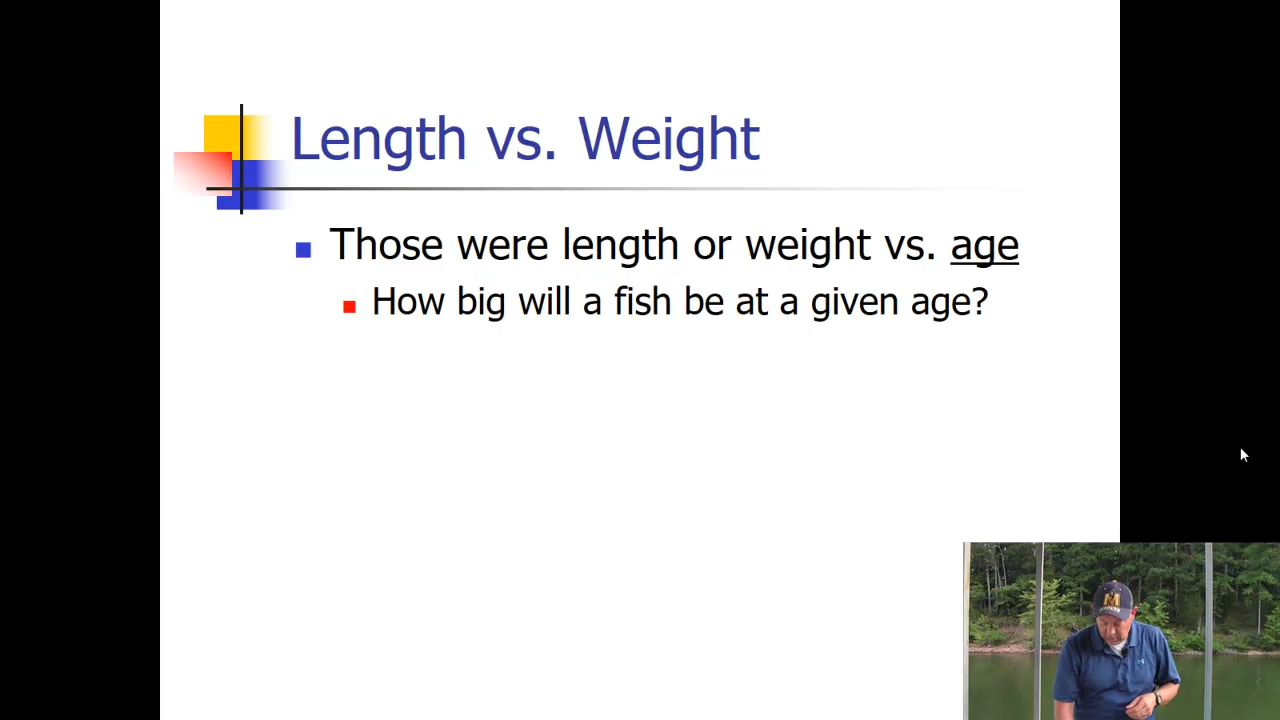 Length vs. Weight
Those were length or weight vs. age
How big will a fish be at a given age?
M